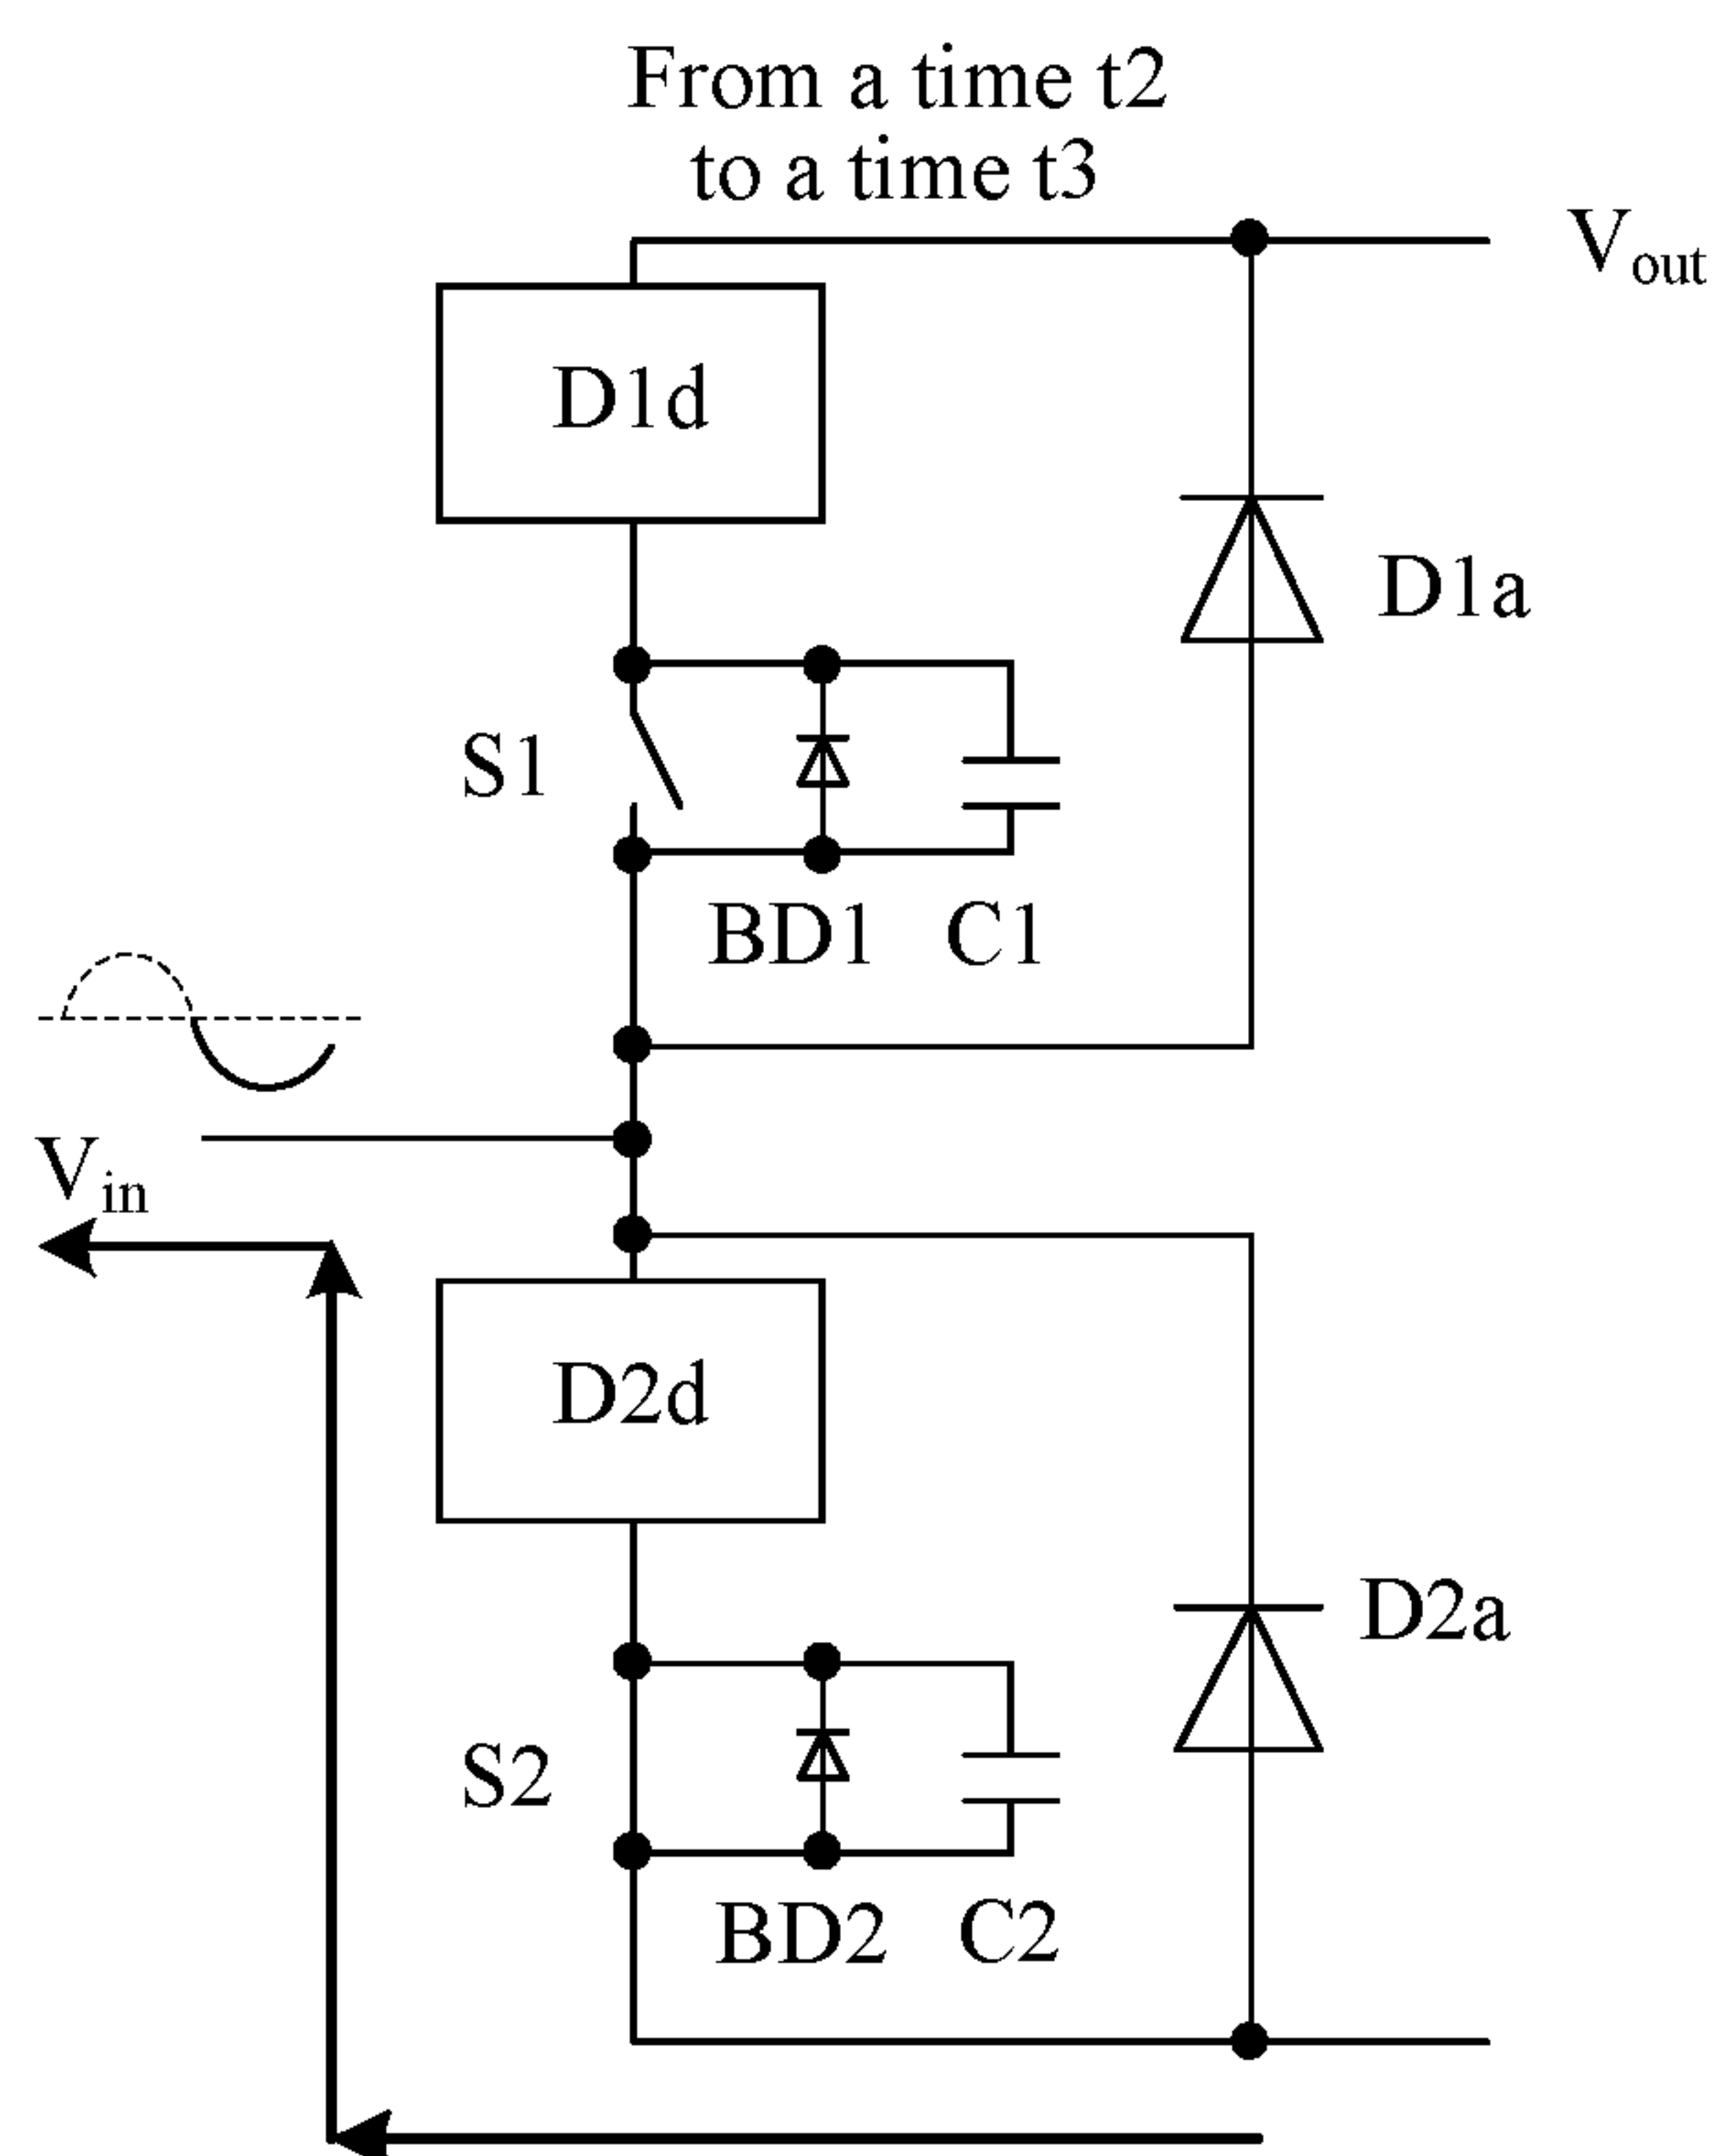 From a time t2
to a time t3
Vout
D1d
D1a
S1
BD1 C1
Vin
D2d
D2a
S2
BD2 C2